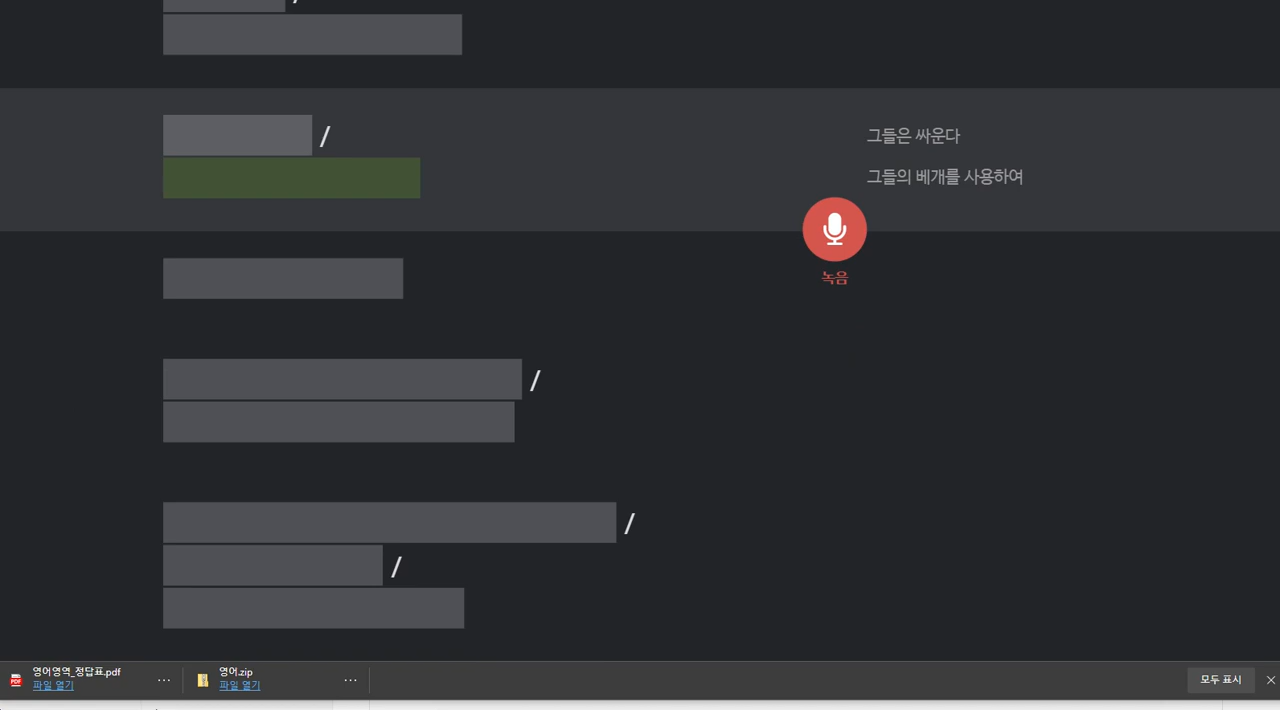 /
/ 그들은 싸운다
그들의 베개를 사용하여
녹음
/
/
/
영어영역_정답표.pdf ... 영어.zip ... 모두 표시
파일 열기 파일 열기